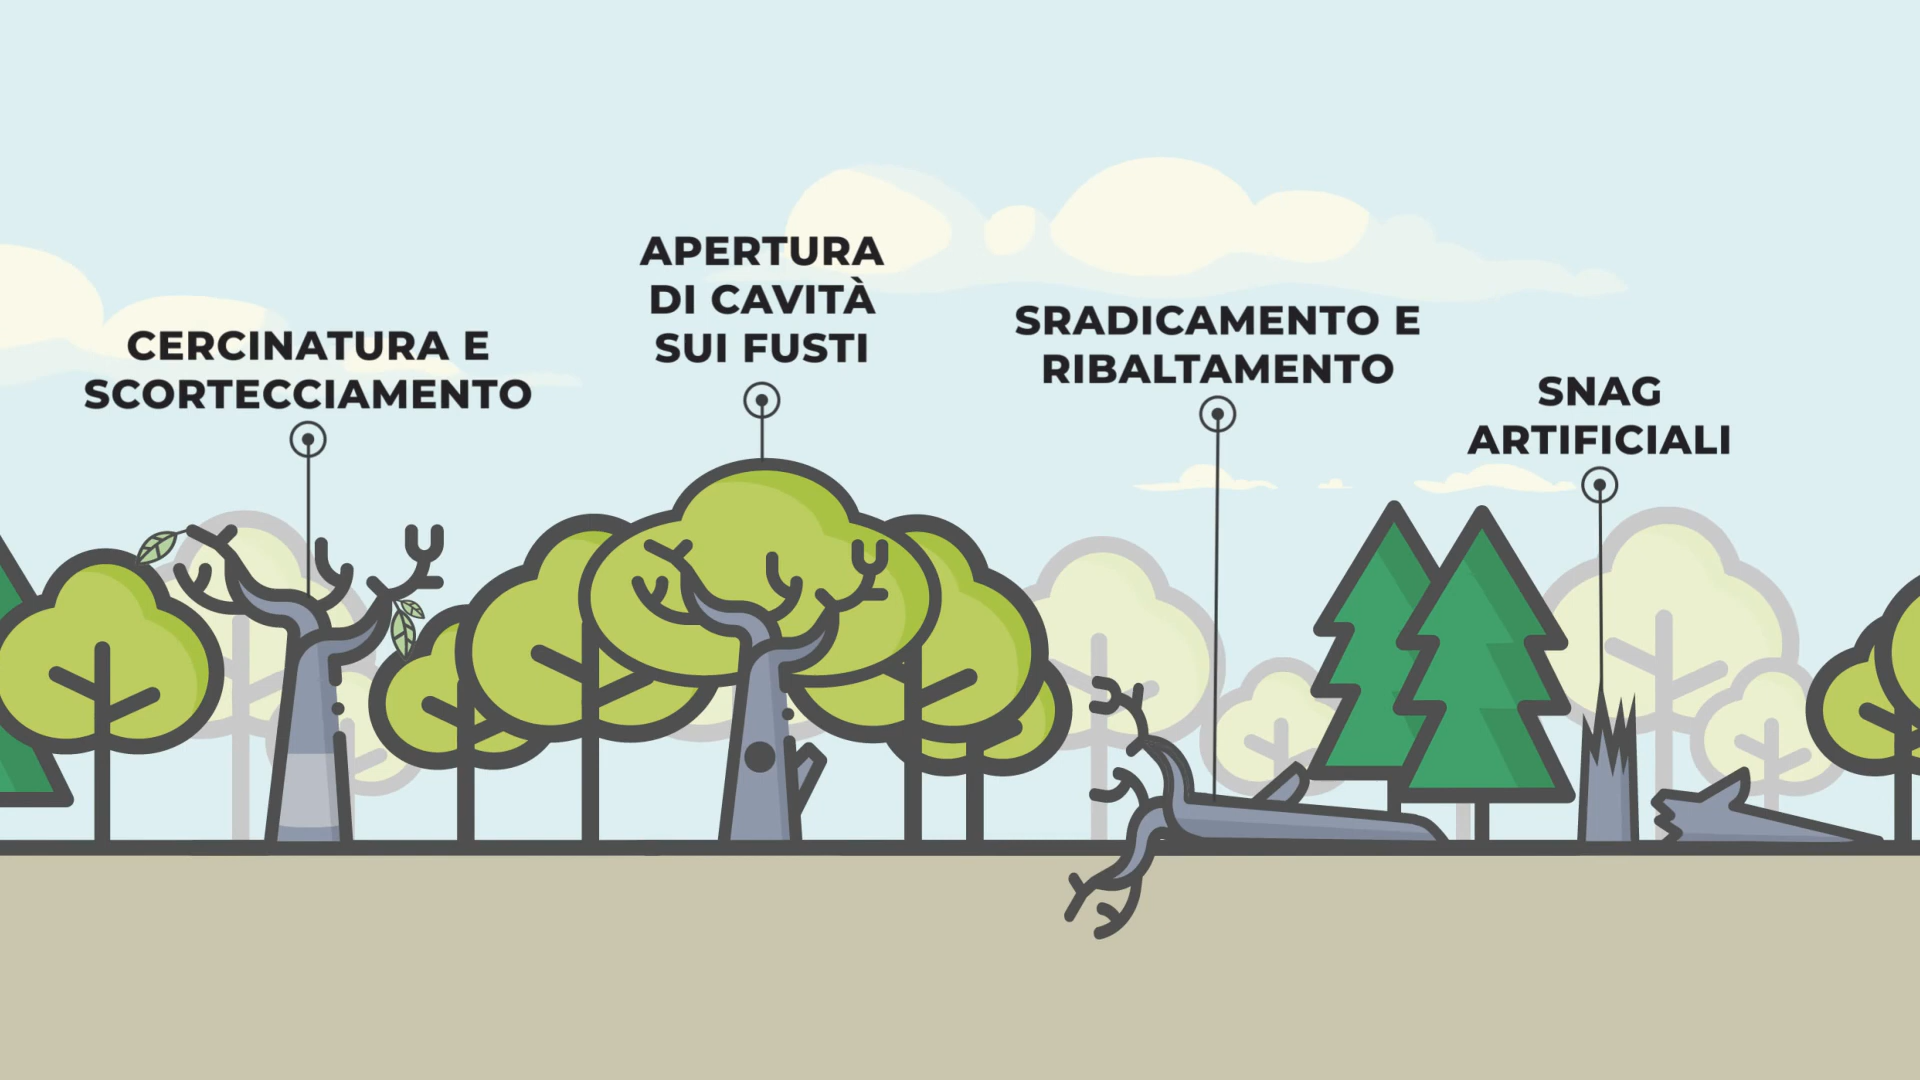 CERCINATURA E
SCORTECCIAMENTO
APERTURA
DI CAVITÀ
SUI FUSTI
SRADICAMENTO E
RIBALTAMENTO
SNAG
ARTIFICIALI